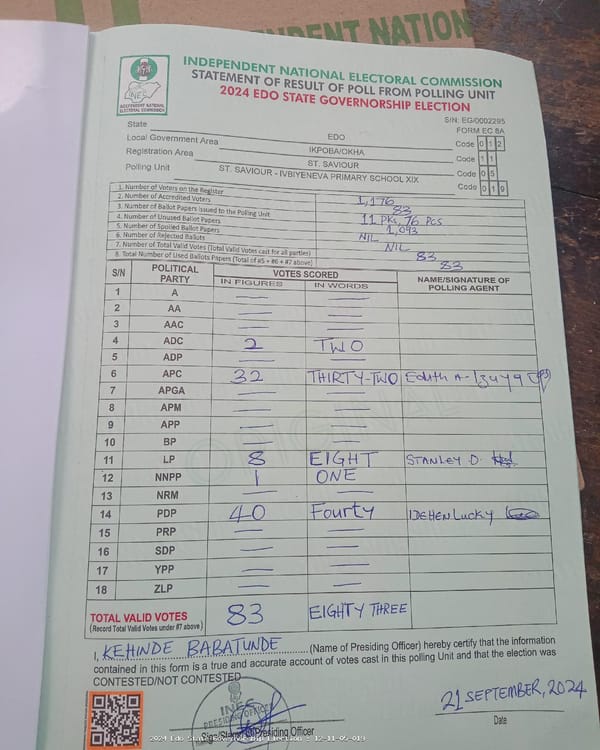 NDENT NATION
INDEPENDENT NATIONAL ELECTORAL COMMISSION
STATEMENT OF RESULT OF POLL FROM POLLING UNIT
2024 EDO STATE GOVERNORSHIP ELECTION
INEC
INDEPENDENT NATIONAL ELECTORAL COMMISSION
S/N: EG/0002295
FORM EC 8A
State EDO
Local Government Area IKPOBA/OKHA Code 0 1 2
Registration Area ST. SAVIOUR Code 1 1
Polling Unit ST. SAVIOUR - IVBIYENEVA PRIMARY SCHOOL XIX Code 0 5
Code 0 1 9
1. Number of Voters on the Register 1,176
2. Number of Accredited Voters 83
3. Number of Ballot Papers issued to the Polling Unit 11 Pks, 76 Pcs
4. Number of Unused Ballot Papers 1,093
5. Number of Spoiled Ballot Papers NIL
6. Number of Rejected Ballots NIL
7. Number of Total Valid Votes (Total Valid Votes cast for all parties) 83
8. Total Number of Used Ballots Papers (Total of #5 + #6 + #7 above) 83
S/N POLITICAL PARTY VOTES SCORED NAME/SIGNATURE OF POLLING AGENT
IN FIGURES IN WORDS
1 A
2 AA
3 AAC
4 ADC 2 TWO
5 ADP
6 APC 32 THIRTY-TWO Edith A.
7 APGA
8 APM
9 APP
10 BP
11 LP 8 EIGHT STANLEY O.
12 NNPP 1 ONE
13 NRM
14 PDP 40 Fourty IDEHEN Lucky
15 PRP
16 SDP
17 YPP
18 ZLP
TOTAL VALID VOTES 83 EIGHTY THREE
(Record Total Valid Votes under #7 above)
I, KEHINDE BABATUNDE (Name of Presiding Officer) hereby certify that the information
contained in this form is a true and accurate account of votes cast in this polling Unit and that the election was
CONTESTED/NOT CONTESTED
INEC
PRESIDING OFFICER
21 SEPTEMBER, 2024
Sign/Stamp of Presiding Officer Date
2024 Edo State Governorship Election - 12-11-05-019